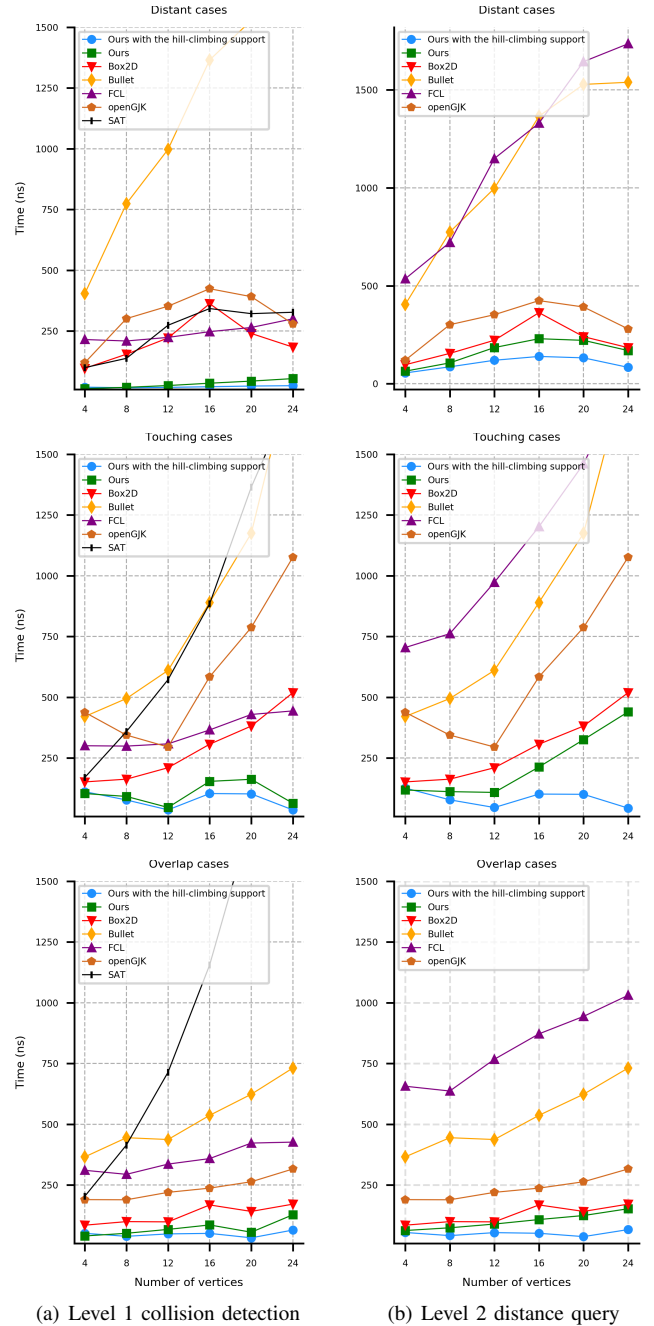 Distant cases
1500
1250
1000
750
500
250
Time (ns)
4 8 12 16 20 24
Ours with the hill-climbing support
Ours
Box2D
Bullet
FCL
openGJK
SAT
Distant cases
1500
1000
500
0
4 8 12 16 20 24
Ours with the hill-climbing support
Ours
Box2D
Bullet
FCL
openGJK
Touching cases
1500
1250
1000
750
500
250
Time (ns)
4 8 12 16 20 24
Ours with the hill-climbing support
Ours
Box2D
Bullet
FCL
openGJK
SAT
Touching cases
1500
1250
1000
750
500
250
4 8 12 16 20 24
Ours with the hill-climbing support
Ours
Box2D
Bullet
FCL
openGJK
Overlap cases
1500
1250
1000
750
500
250
Time (ns)
4 8 12 16 20 24
Number of vertices
Ours with the hill-climbing support
Ours
Box2D
Bullet
FCL
openGJK
SAT
Overlap cases
1500
1250
1000
750
500
250
4 8 12 16 20 24
Number of vertices
Ours with the hill-climbing support
Ours
Box2D
Bullet
FCL
openGJK
(a) Level 1 collision detection
(b) Level 2 distance query